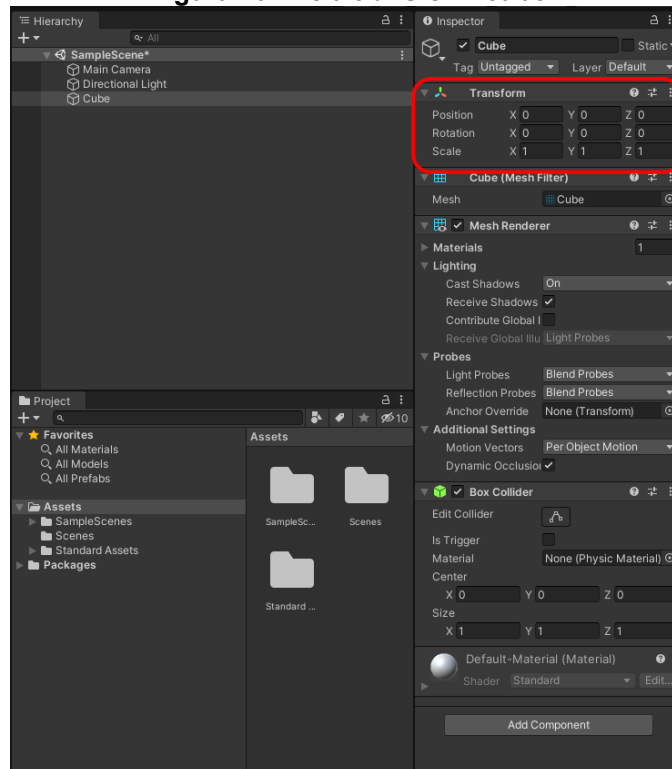 Hierarchy
All
SampleScene*
Main Camera
Directional Light
Cube
Project
10
Favorites
All Materials
All Models
All Prefabs
Assets
SampleScenes
Scenes
Standard Assets
Packages
Assets
SampleSc...
Scenes
Standard ...
Inspector
Cube
Static
Tag Untagged Layer Default
Transform
Position X 0 Y 0 Z 0
Rotation X 0 Y 0 Z 0
Scale X 1 Y 1 Z 1
Cube (Mesh Filter)
Mesh Cube
Mesh Renderer
Materials 1
Lighting
Cast Shadows On
Receive Shadows
Contribute Global I
Receive Global Illu Light Probes
Probes
Light Probes Blend Probes
Reflection Probes Blend Probes
Anchor Override None (Transform)
Additional Settings
Motion Vectors Per Object Motion
Dynamic Occlusio
Box Collider
Edit Collider
Is Trigger
Material None (Physic Material)
Center
X 0 Y 0 Z 0
Size
X 1 Y 1 Z 1
Default-Material (Material)
Shader Standard Edit...
Add Component